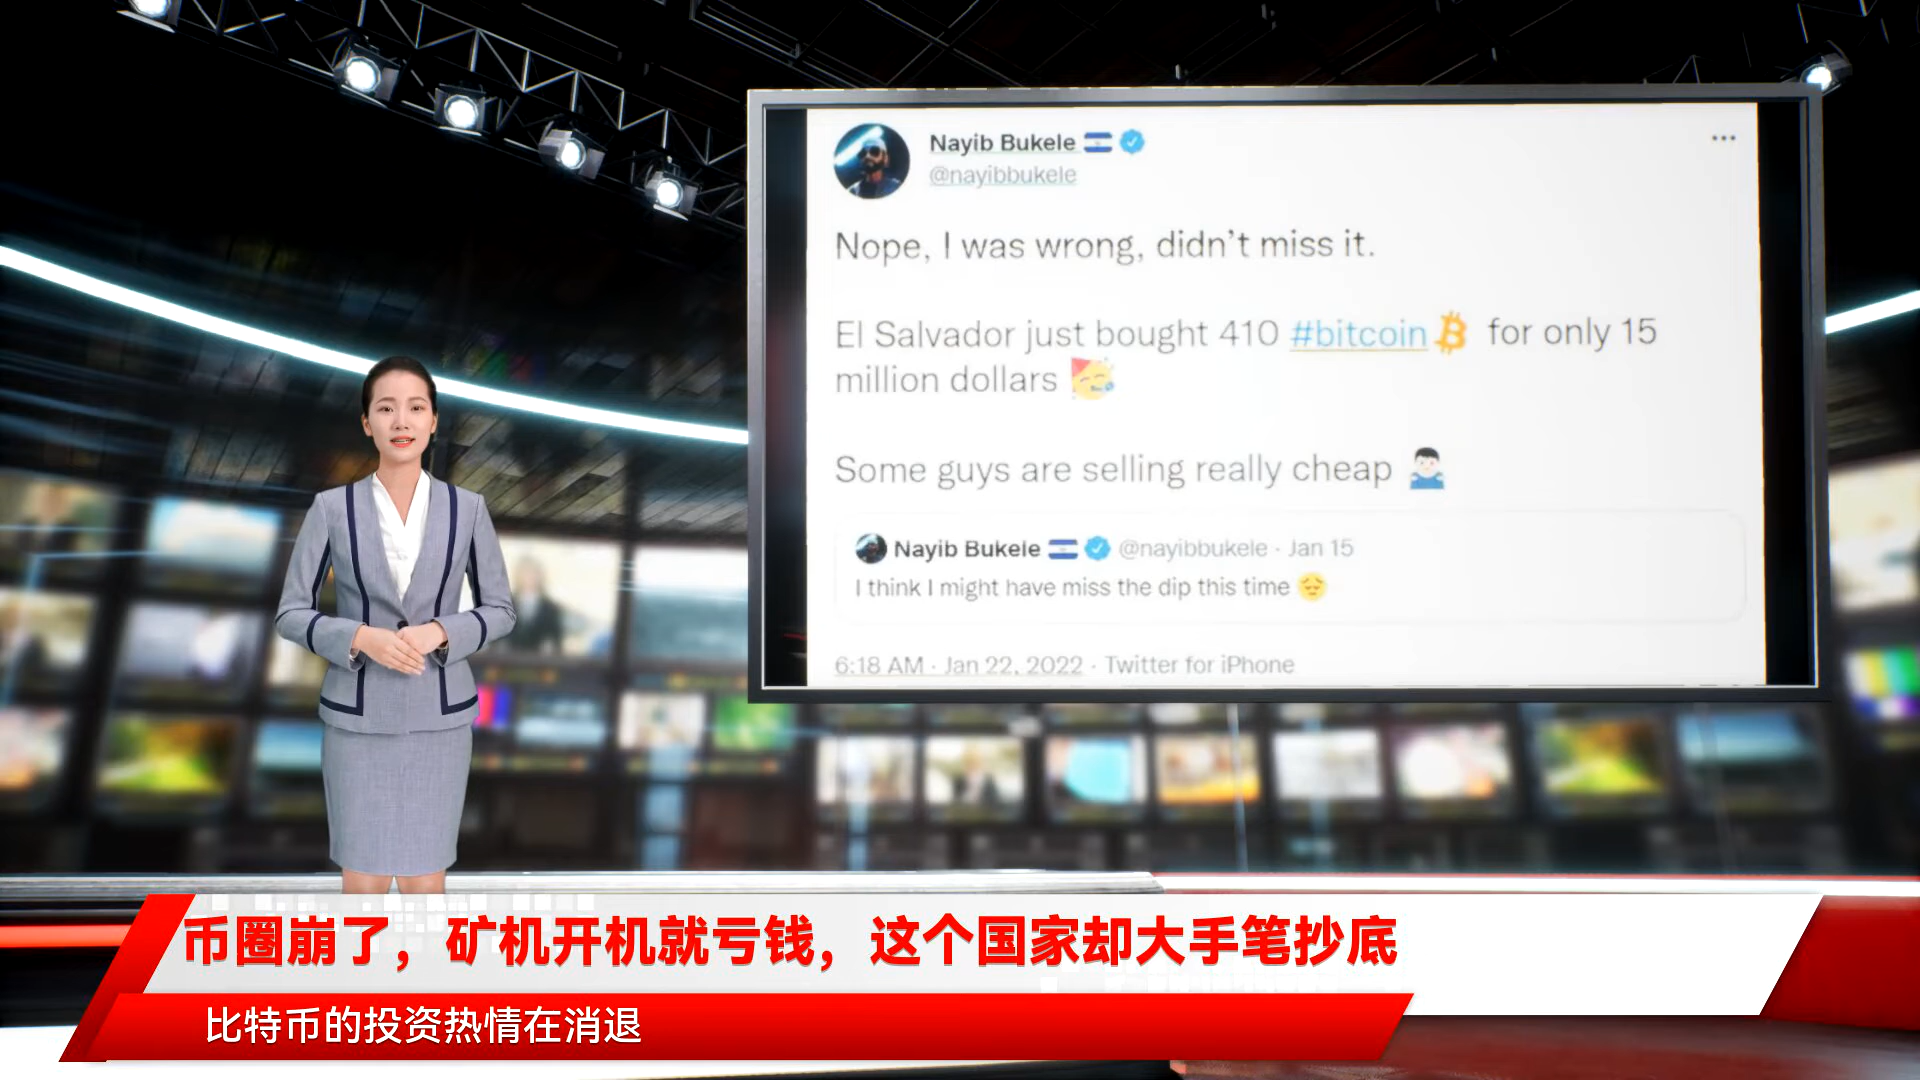 Nayib Bukele
@nayibbukele
Nope, I was wrong, didn’t miss it.
El Salvador just bought 410 #bitcoin for only 15
million dollars
Some guys are selling really cheap
Nayib Bukele @nayibbukele · Jan 15
I think I might have miss the dip this time
6:18 AM · Jan 22, 2022 · Twitter for iPhone
币圈崩了，矿机开机就亏钱，这个国家却大手笔抄底
比特币的投资热情在消退